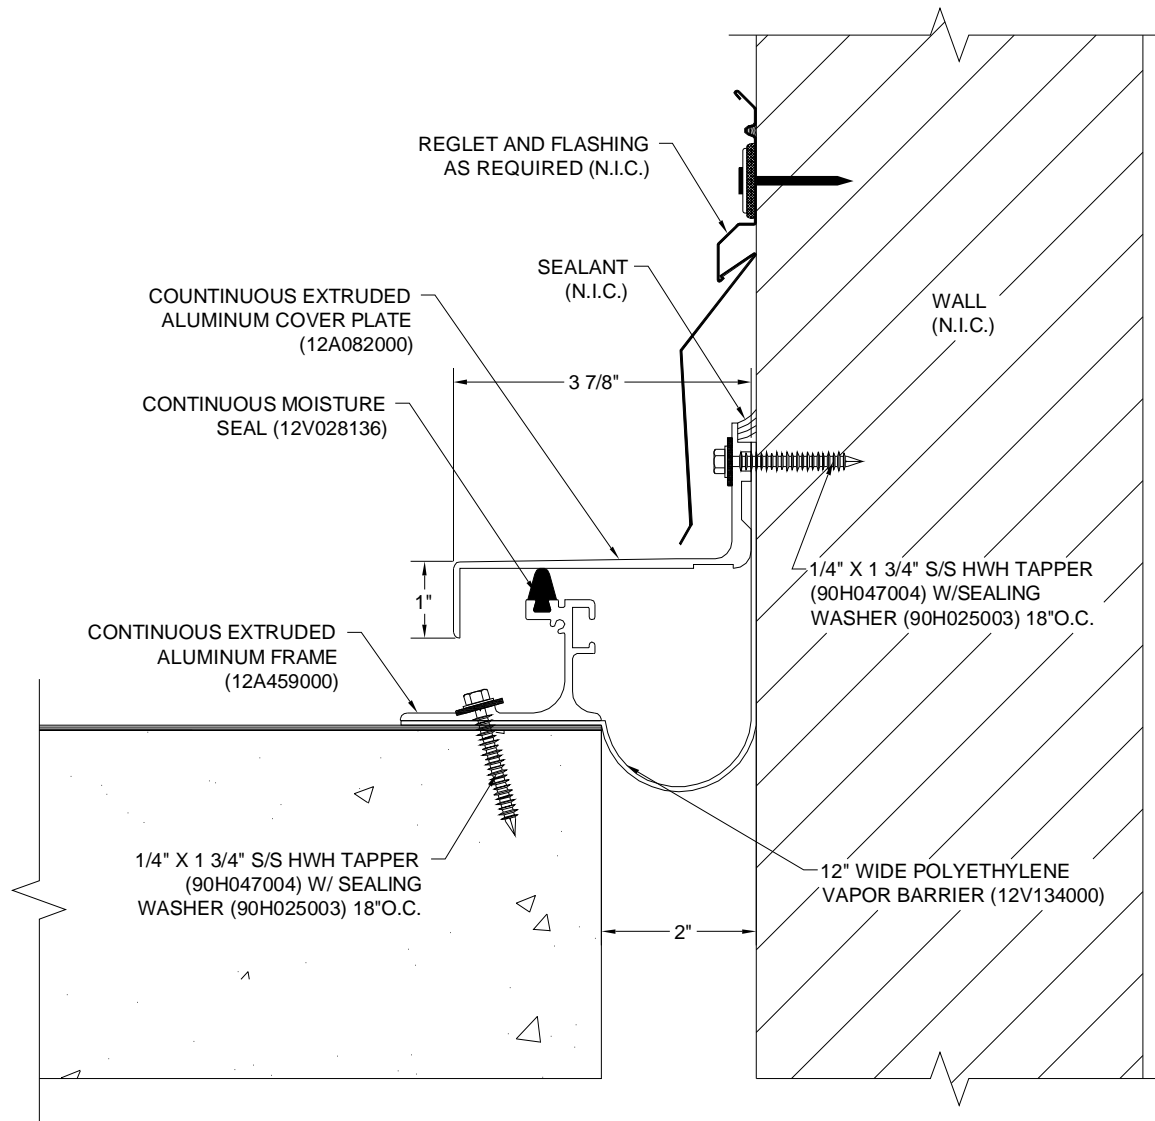 REGLET AND FLASHING
AS REQUIRED (N.I.C.)
SEALANT
(N.I.C.)
COUNTINUOUS EXTRUDED
ALUMINUM COVER PLATE
(12A082000)
WALL
(N.I.C.)
3 7/8"
CONTINUOUS MOISTURE
SEAL (12V028136)
1/4" X 1 3/4" S/S HWH TAPPER
(90H047004) W/SEALING
WASHER (90H025003) 18"O.C.
1"
CONTINUOUS EXTRUDED
ALUMINUM FRAME
(12A459000)
1/4" X 1 3/4" S/S HWH TAPPER
(90H047004) W/ SEALING
WASHER (90H025003) 18"O.C.
12" WIDE POLYETHYLENE
VAPOR BARRIER (12V134000)
2"